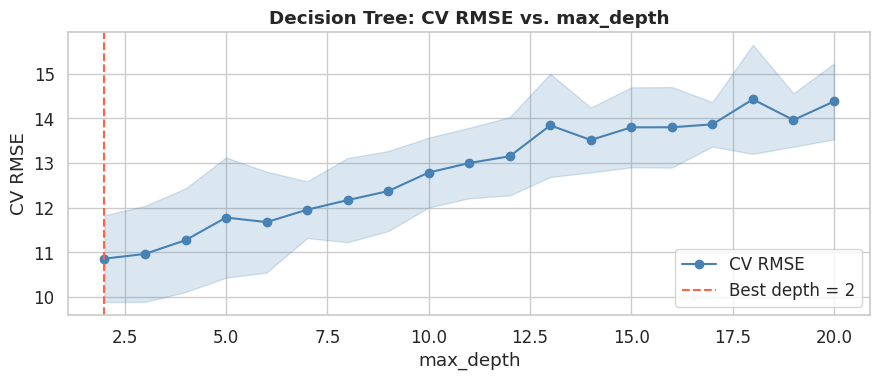 Decision Tree: CV RMSE vs. max_depth
CV RMSE
15
14
13
12
11
10
CV RMSE
Best depth = 2
2.5 5.0 7.5 10.0 12.5 15.0 17.5 20.0
max_depth